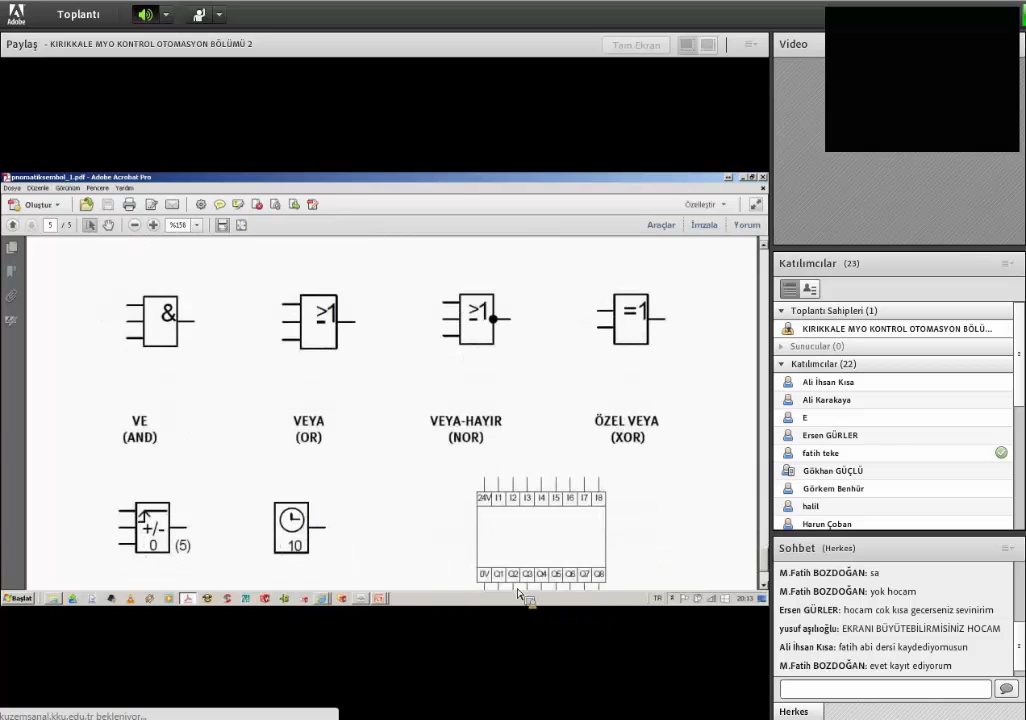 Adobe
Toplantı
Paylaş - KIRIKKALE MYO KONTROL OTOMASYON BÖLÜMÜ 2
Tam Ekran
Video
pnomatiksembol_1.pdf - Adobe Acrobat Pro
Dosya Düzenle Görünüm Pencere Yardım
Oluştur
Özelleştir
5 / 5
%150
Araçlar
İmzala
Yorum
&
≥1
≥1
=1
VE
(AND)
VEYA
(OR)
VEYA-HAYIR
(NOR)
ÖZEL VEYA
(XOR)
+/-
0 (5)
10
24V I1 I2 I3 I4 I5 I6 I7 I8
0V Q1 Q2 Q3 Q4 Q5 Q6 Q7 Q8
Başlat
TR
20:13
kuzemsanal.kku.edu.tr bekleniyor...
Katılımcılar (23)
Toplantı Sahipleri (1)
KIRIKKALE MYO KONTROL OTOMASYON BÖLÜ...
Sunucular (0)
Katılımcılar (22)
Ali İhsan Kısa
Ali Karakaya
E
Ersen GÜRLER
fatih teke
Gökhan GÜÇLÜ
Görkem Benhür
halil
Harun Çoban
Sohbet (Herkes)
M.Fatih BOZDOĞAN: sa
M.Fatih BOZDOĞAN: yok hocam
Ersen GÜRLER: hocam cok kısa gecerseniz sevinirim
yusuf aşılıoğlu: EKRANI BÜYÜTEBİLİRMİSİNİZ HOCAM
Ali İhsan Kısa: fatih abi dersi kaydediyomusun
M.Fatih BOZDOĞAN: evet kayıt ediyorum
Herkes